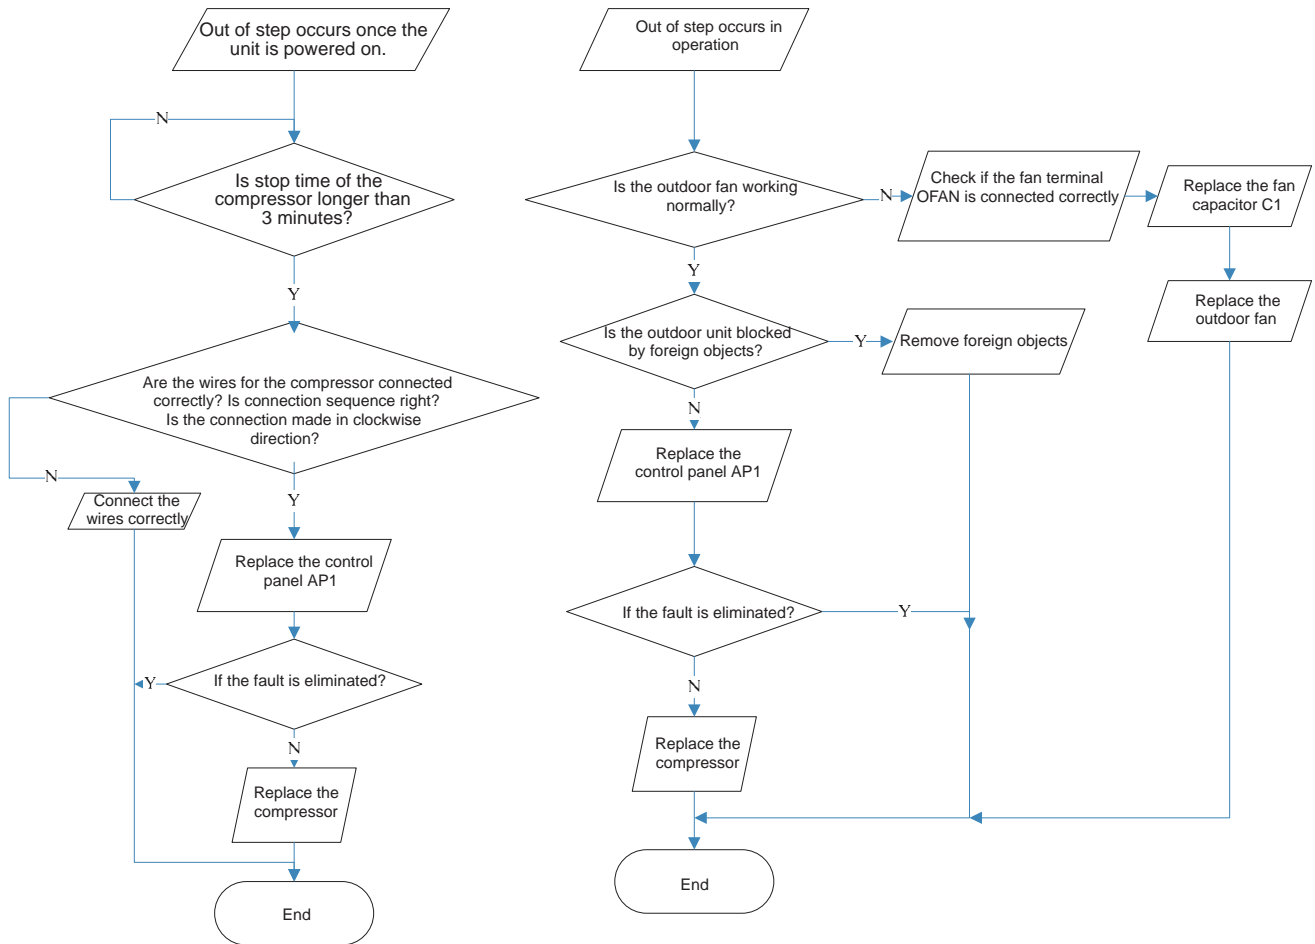 Out of step occurs once the
unit is powered on.
N
Is stop time of the
compressor longer than
3 minutes?
Y
Are the wires for the compressor connected
correctly? Is connection sequence right?
Is the connection made in clockwise
direction?
N
Connect the
wires correctly
Y
Replace the control
panel AP1
If the fault is eliminated?
Y
N
Replace the
compressor
End
Out of step occurs in
operation
Is the outdoor fan working
normally?
N
Check if the fan terminal
OFAN is connected correctly
Replace the fan
capacitor C1
Replace the
outdoor fan
Y
Is the outdoor unit blocked
by foreign objects?
Y
Remove foreign objects
N
Replace the
control panel AP1
If the fault is eliminated?
Y
N
Replace the
compressor
End